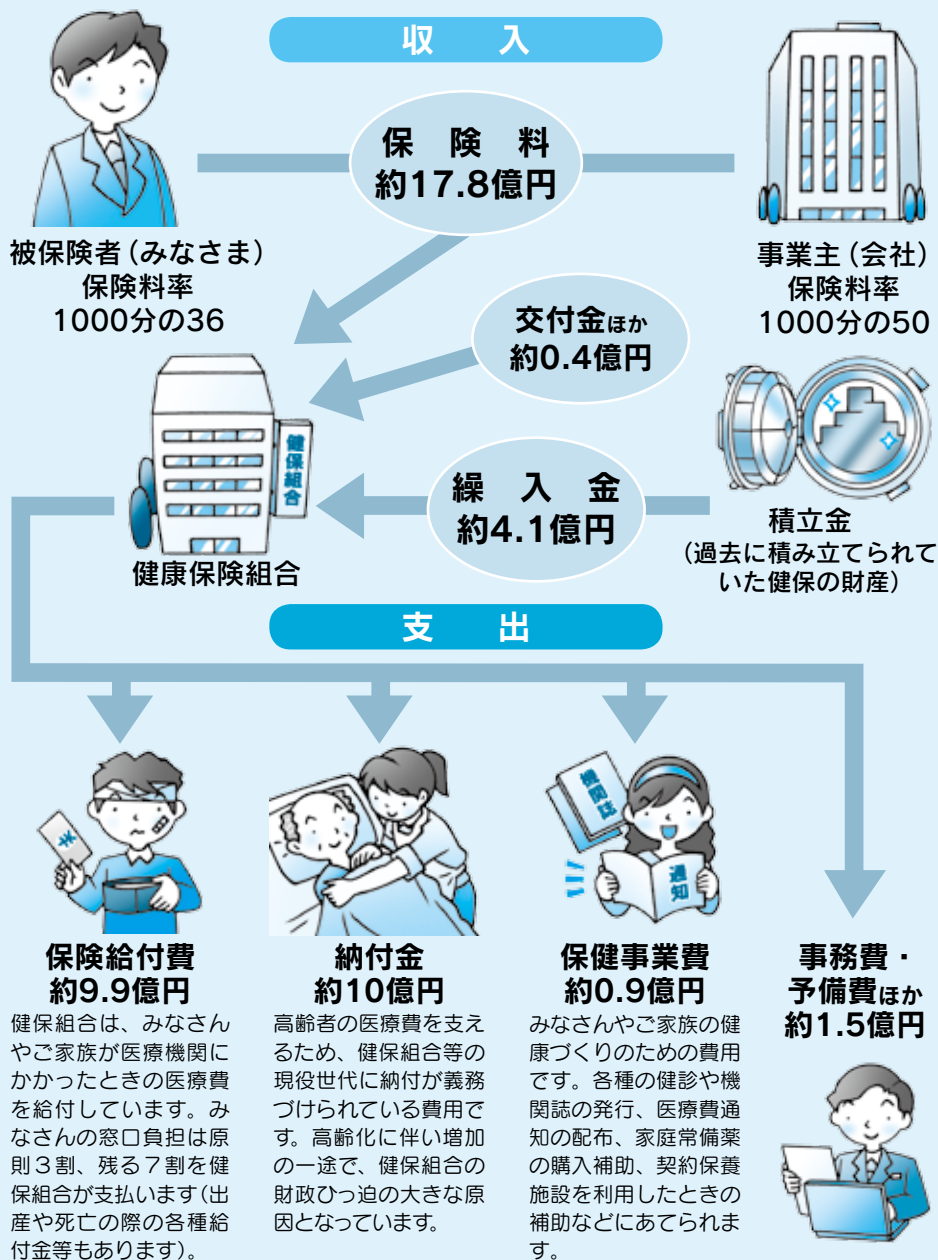 収 入
保 険 料
約17.8億円
被保険者（みなさま）
保険料率
1000分の36
事業主（会社）
保険料率
1000分の50
交付金ほか
約0.4億円
健保組合
繰 入 金
約4.1億円
健康保険組合
積立金
（過去に積み立てられて
いた健保の財産）
支 出
機関誌
通知
保険給付費
約9.9億円
健保組合は、みなさん
やご家族が医療機関に
かかったときの医療費
を給付しています。み
なさんの窓口負担は原
則３割、残る７割を健
保組合が支払います（出
産や死亡の際の各種給
付金等もあります）。
納付金
約10億円
高齢者の医療費を支え
るため、健保組合等の
現役世代に納付が義務
づけられている費用で
す。高齢化に伴い増加
の一途で、健保組合の
財政ひっ迫の大きな原
因となっています。
保健事業費
約0.9億円
みなさんやご家族の健
康づくりのための費用
です。各種の健診や機
関誌の発行、医療費通
知の配布、家庭常備薬
の購入補助、契約保養
施設を利用したときの
補助などにあてられま
す。
事務費・
予備費ほか
約1.5億円